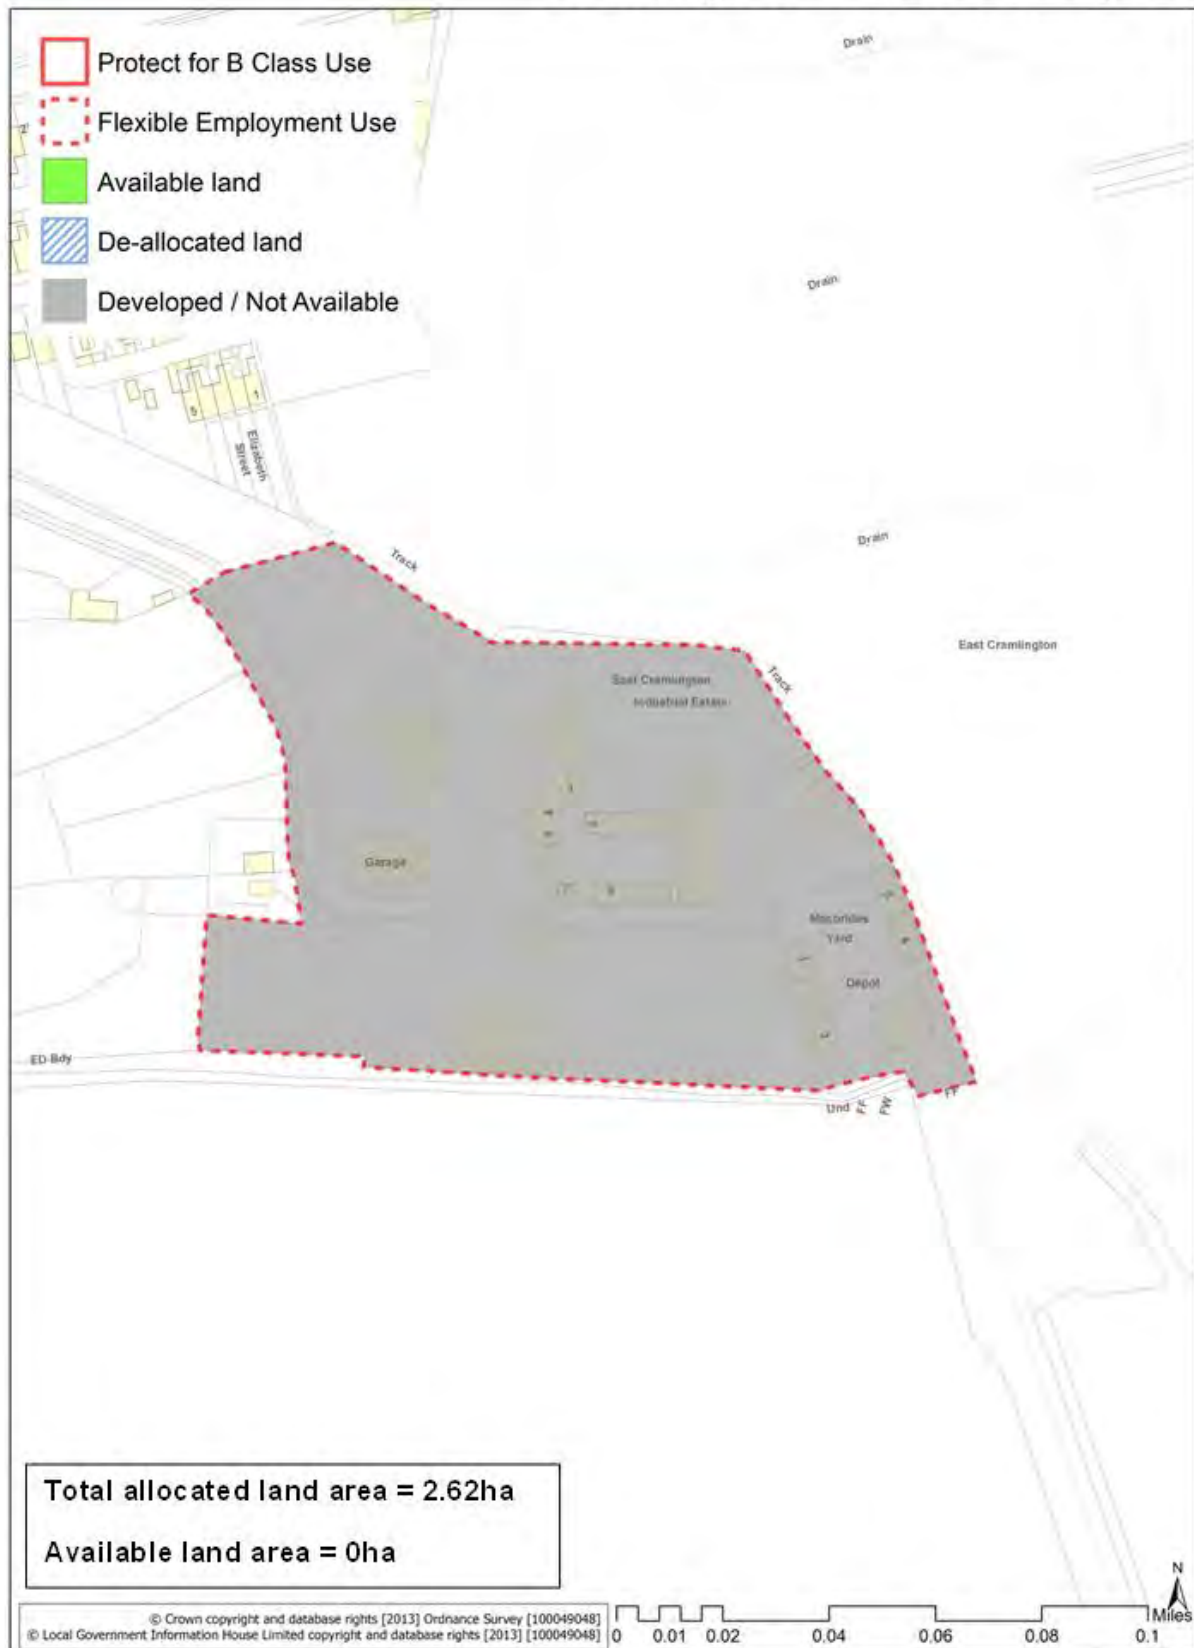 Protect for B Class Use
Flexible Employment Use
Available land
De-allocated land
Developed / Not Available
Drain
Drain
5
1
Elizabeth
Street
Drain
Track
East Cramlington
East Cramlington
Industrial Estate
Track
Garage
Yard
Depot
ED Bdy
Und
FF
FW
FF
Total allocated land area = 2.62ha
Available land area = 0ha
N
© Crown copyright and database rights [2013] Ordnance Survey [100049048]
© Local Government Information House Limited copyright and database rights [2013] [100049048]
Miles
0 0.01 0.02 0.04 0.06 0.08 0.1